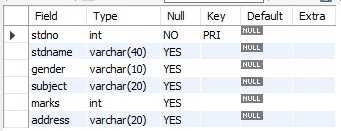 Field Type Null Key Default Extra
stdno int NO PRI NULL
stdname varchar(40) YES NULL
gender varchar(10) YES NULL
subject varchar(20) YES NULL
marks int YES NULL
address varchar(20) YES NULL